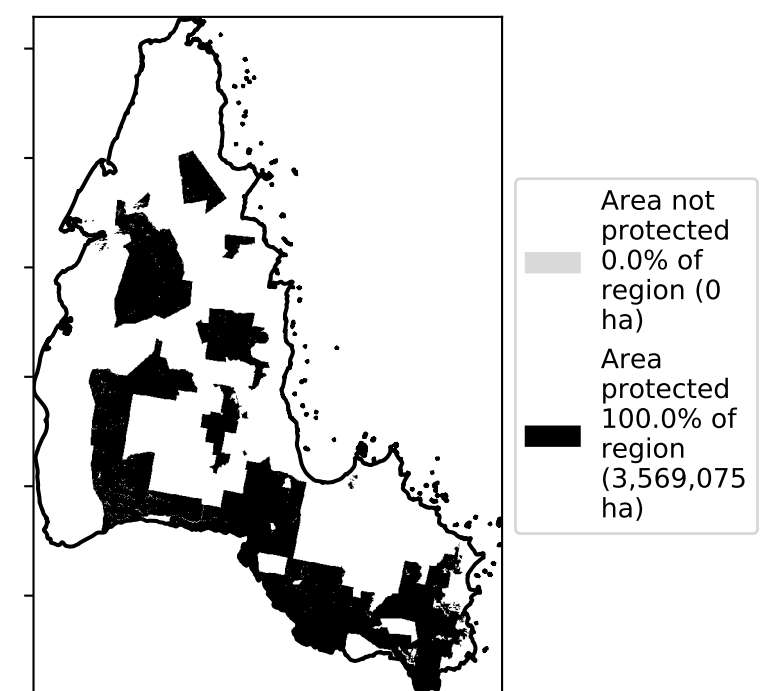 Area not
protected
0.0% of
region (0
ha)
Area
protected
100.0% of
region
(3,569,075
ha)